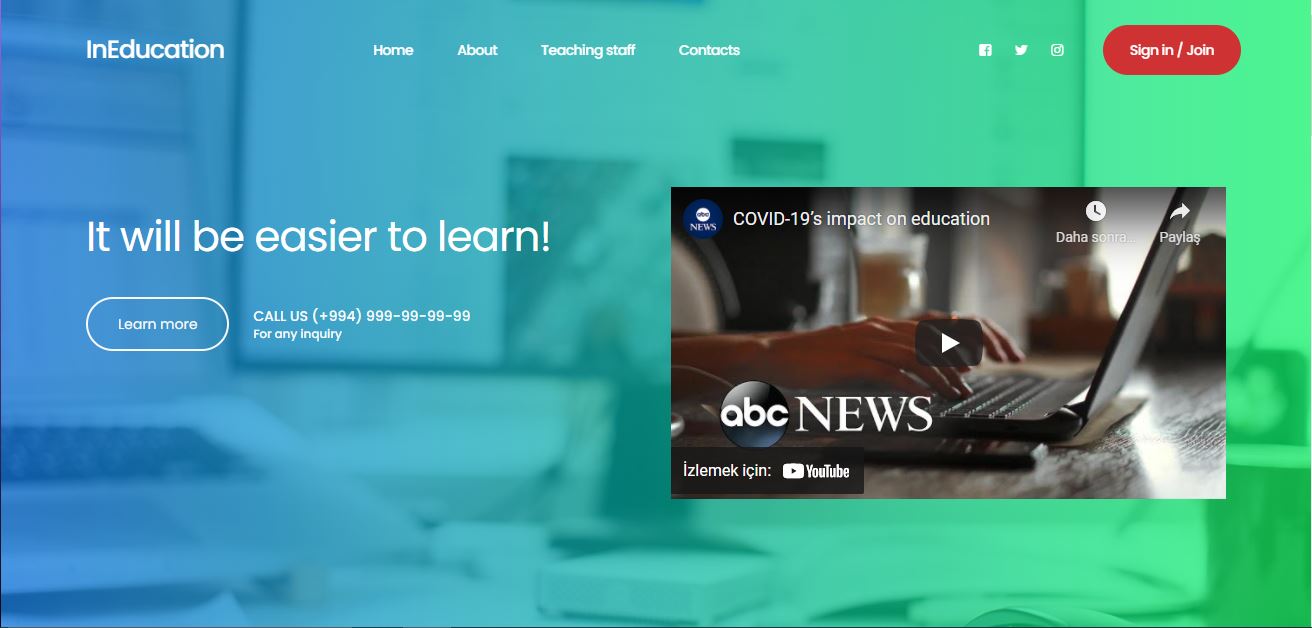 InEducation
Home
About
Teaching staff
Contacts
Sign in / Join
It will be easier to learn!
Learn more
CALL US (+994) 999-99-99-99
For any inquiry
abc
NEWS
COVID-19’s impact on education
Daha sonra...
Paylaş
abc NEWS
İzlemek için: YouTube